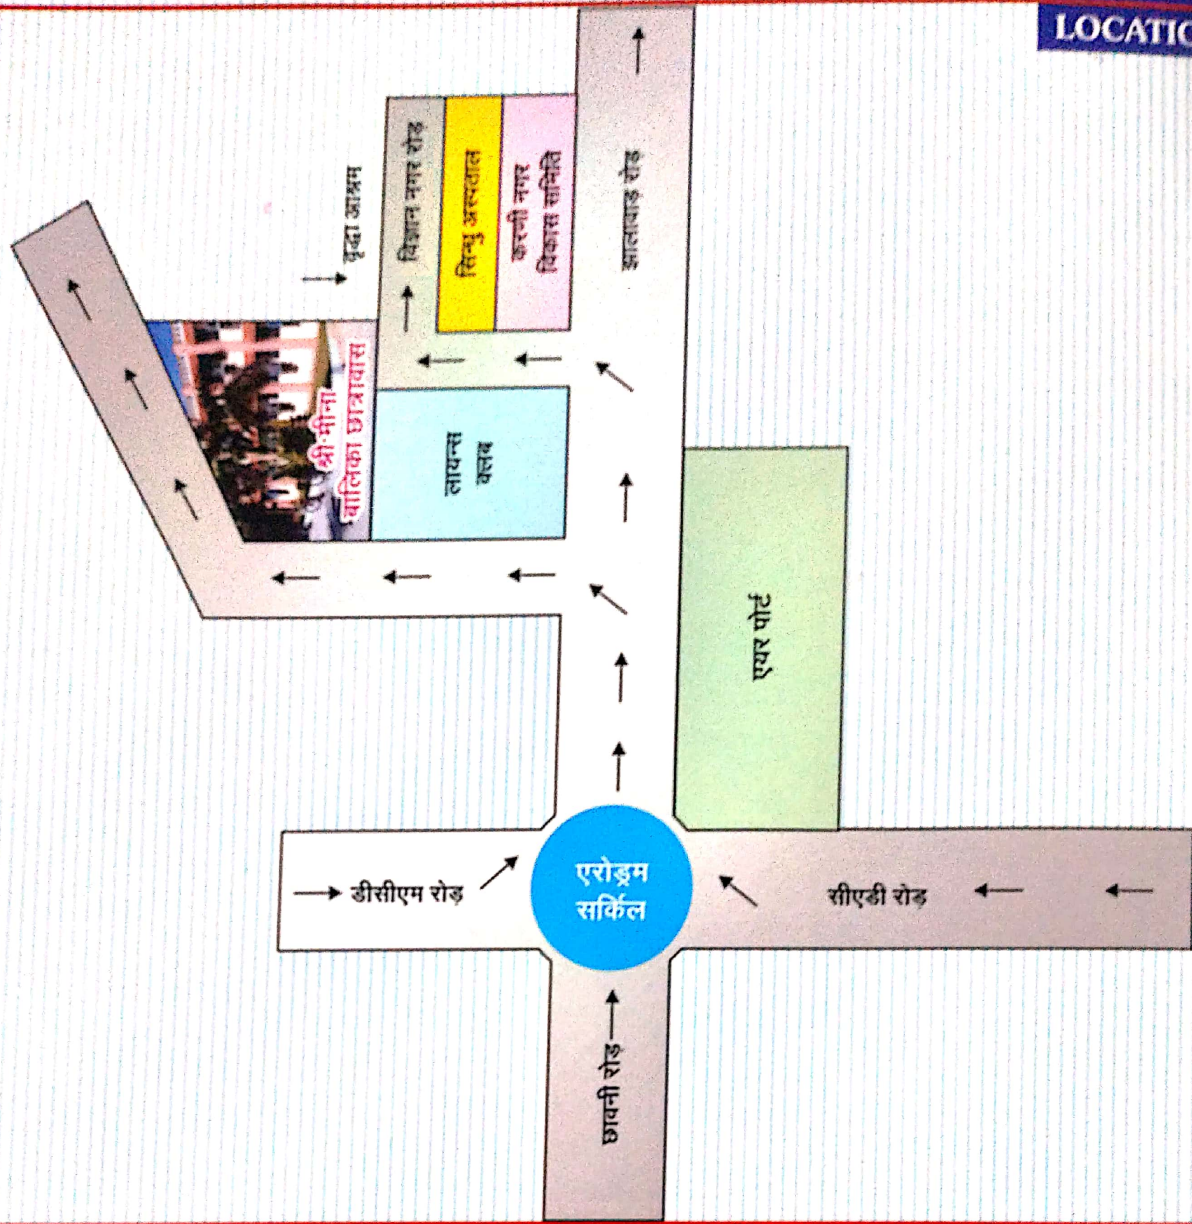 LOCATIO
वृद्धा आश्रम
विज्ञान नगर रोड़
सिन्धु अस्पताल
करणी नगर
विकास समिति
झालावाड़ रोड़
श्री मीना
बालिका छात्रावास
लायन्स
क्लब
एयर पोर्ट
डीसीएम रोड़
एरोड्रम
सर्किल
सीएडी रोड़
छावनी रोड़